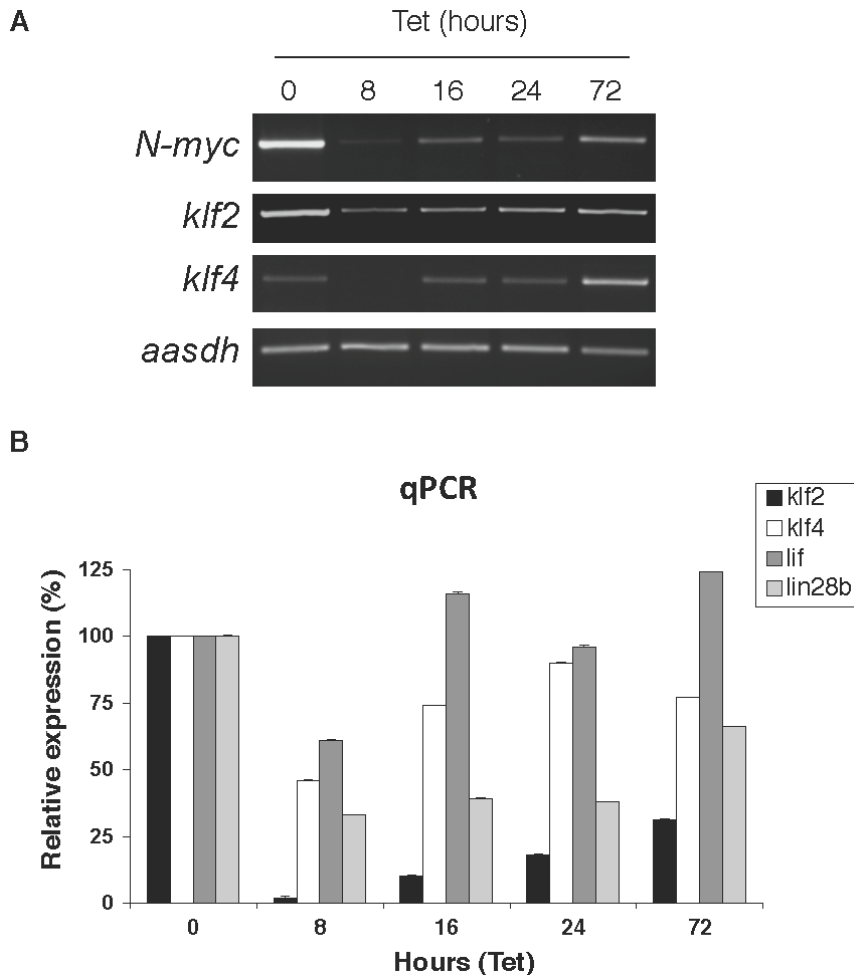 A
Tet (hours)
0 8 16 24 72
N-myc
klf2
klf4
aasdh
B
qPCR
klf2
klf4
lif
lin28b
Relative expression (%)
125
100
75
50
25
0
0 8 16 24 72
Hours (Tet)